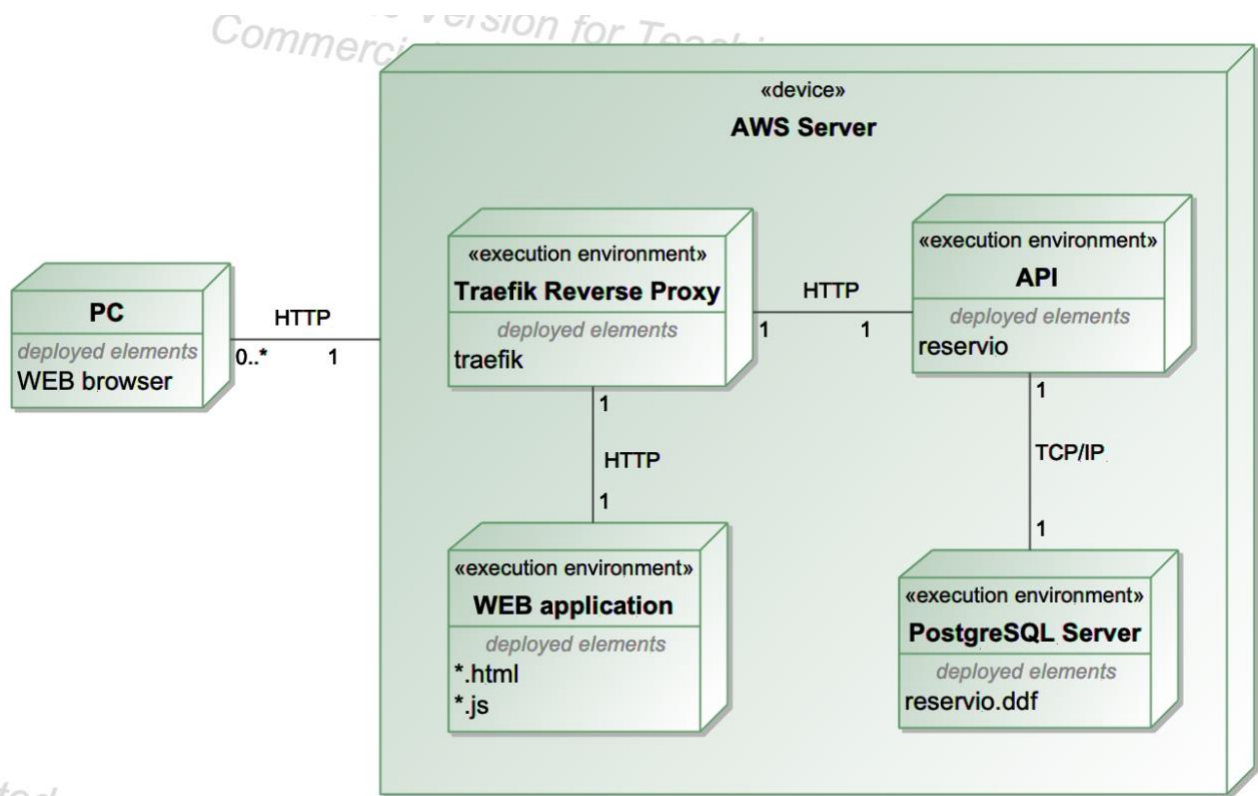 Version for Teaching
Commercial
«device»
AWS Server
«execution environment»
Traefik Reverse Proxy
deployed elements
traefik
«execution environment»
API
deployed elements
reservio
PC
deployed elements
WEB browser
HTTP
0..*
1
HTTP
1
1
1
HTTP
1
1
TCP/IP
1
«execution environment»
WEB application
deployed elements
*.html
*.js
«execution environment»
PostgreSQL Server
deployed elements
reservio.ddf